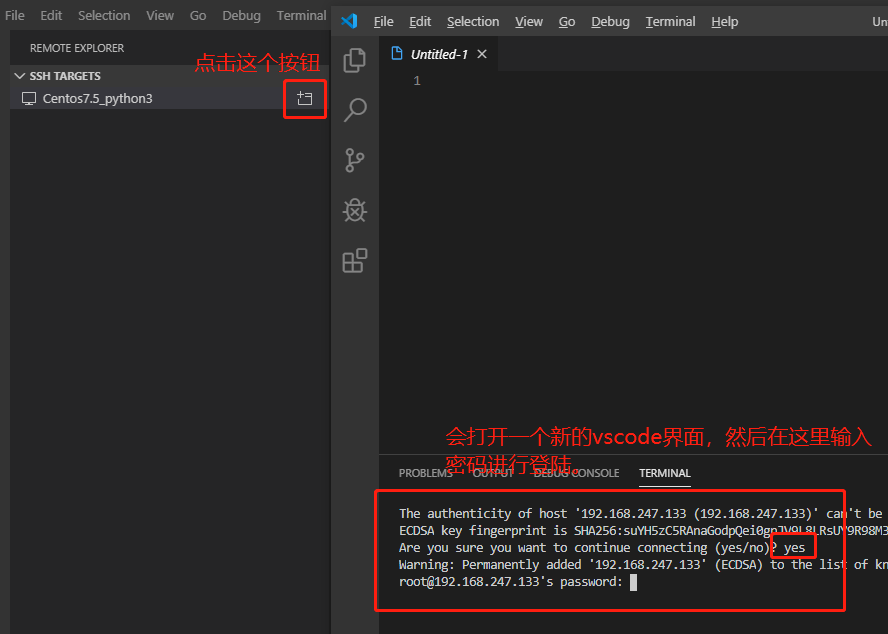 File Edit Selection View Go Debug Terminal
REMOTE EXPLORER
点击这个按钮
SSH TARGETS
Centos7.5_python3
File Edit Selection View Go Debug Terminal Help
Untitled-1
1
会打开一个新的vscode界面，然后在这里输入
密码进行登陆。
PROBLEMS OUTPUT DEBUG CONSOLE TERMINAL
The authenticity of host '192.168.247.133 (192.168.247.133)' can't be
ECDSA key fingerprint is
Are you sure you want to continue connecting (yes/no)? yes
Warning: Permanently added '192.168.247.133' (ECDSA) to the list of
root@192.168.247.133's password: